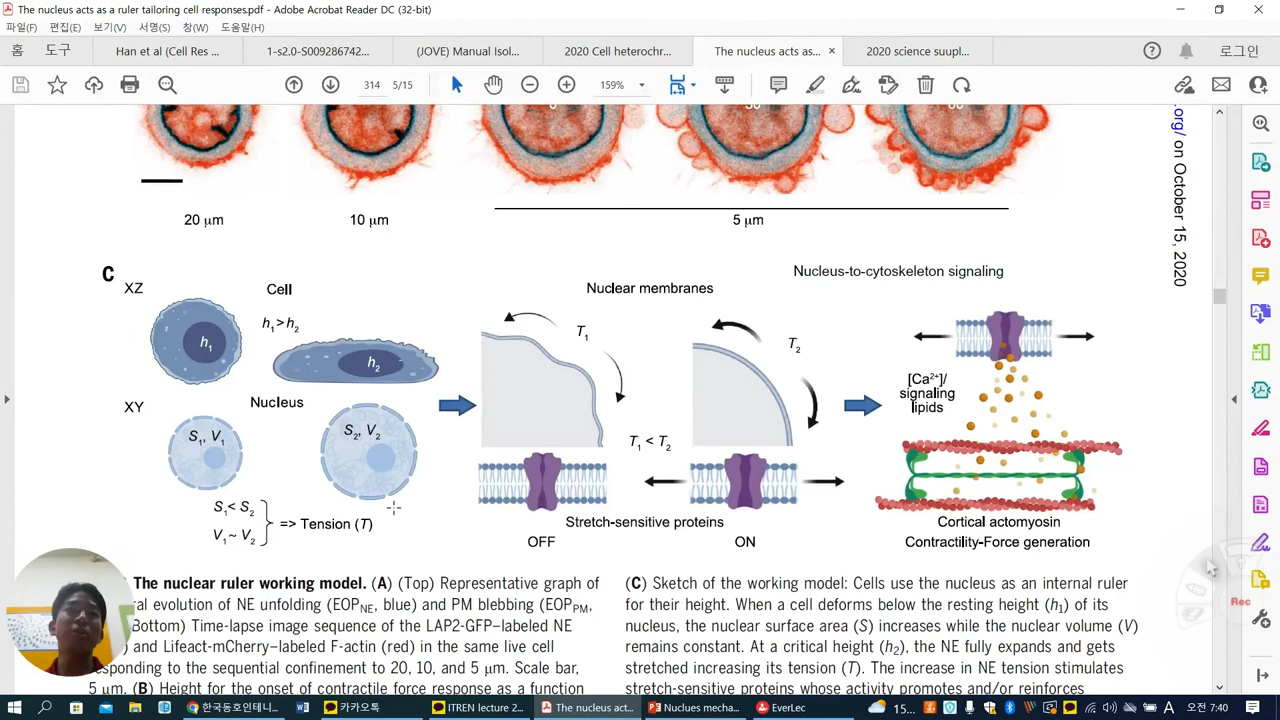 The nucleus acts as a ruler tailoring cell responses.pdf - Adobe Acrobat Reader DC (32-bit)
파일(F) 편집(E) 보기(V) 서명(S) 창(W) 도움말(H)
홈 도구 Han et al (Cell Res ... 1-s2.0-S009286742... (JOVE) Manual Isol... 2020 Cell heterochr... The nucleus acts as... × 2020 science suuplf... 로그인
314 5/15 159%
20 μm 10 μm 5 μm
.org/ on October 15, 2020
C
Nucleus-to-cytoskeleton signaling
XZ Cell Nuclear membranes
h1>h2
h1
h2
T1
T2
[Ca2+]/
signaling
lipids
XY Nucleus
S1, V1 S2, V2
T1 < T2
S1< S2
V1~ V2
=> Tension (T)
Stretch-sensitive proteins
OFF ON
Cortical actomyosin
Contractility-Force generation
The nuclear ruler working model. (A) (Top) Representative graph of
al evolution of NE unfolding (EOPNE, blue) and PM blebbing (EOPPM,
Bottom) Time-lapse image sequence of the LAP2-GFP–labeled NE
and Lifeact-mCherry–labeled F-actin (red) in the same live cell
esponding to the sequential confinement to 20, 10, and 5 μm. Scale bar,
5 μm. (B) Height for the onset of contractile force response as a function
(C) Sketch of the working model: Cells use the nucleus as an internal ruler
for their height. When a cell deforms below the resting height (h1) of its
nucleus, the nuclear surface area (S) increases while the nuclear volume (V)
remains constant. At a critical height (h2), the NE fully expands and gets
stretched increasing its tension (T). The increase in NE tension stimulates
stretch-sensitive proteins whose activity promotes and/or reinforces
Rec
한국동호인테니... 카카오톡 ITREN lecture 2... The nucleus act... Nuclues mecha... EverLec 15... A 오전 7:40